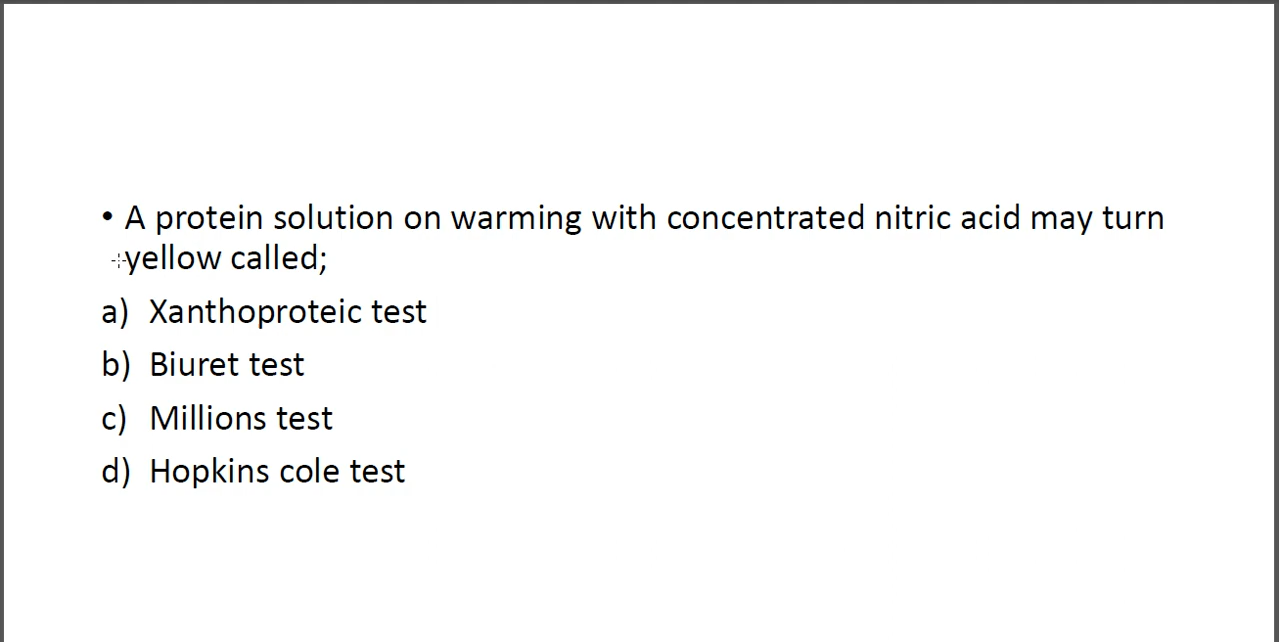 • A protein solution on warming with concentrated nitric acid may turn
yellow called;
a) Xanthoproteic test
b) Biuret test
c) Millions test
d) Hopkins cole test